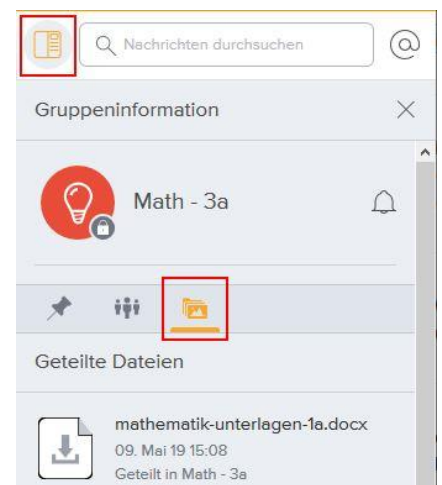 Nachrichten durchsuchen
Gruppeninformation
Math - 3a
Geteilte Dateien
mathematik-unterlagen-1a.docx
09. Mai 19 15:08
Geteilt in Math - 3a